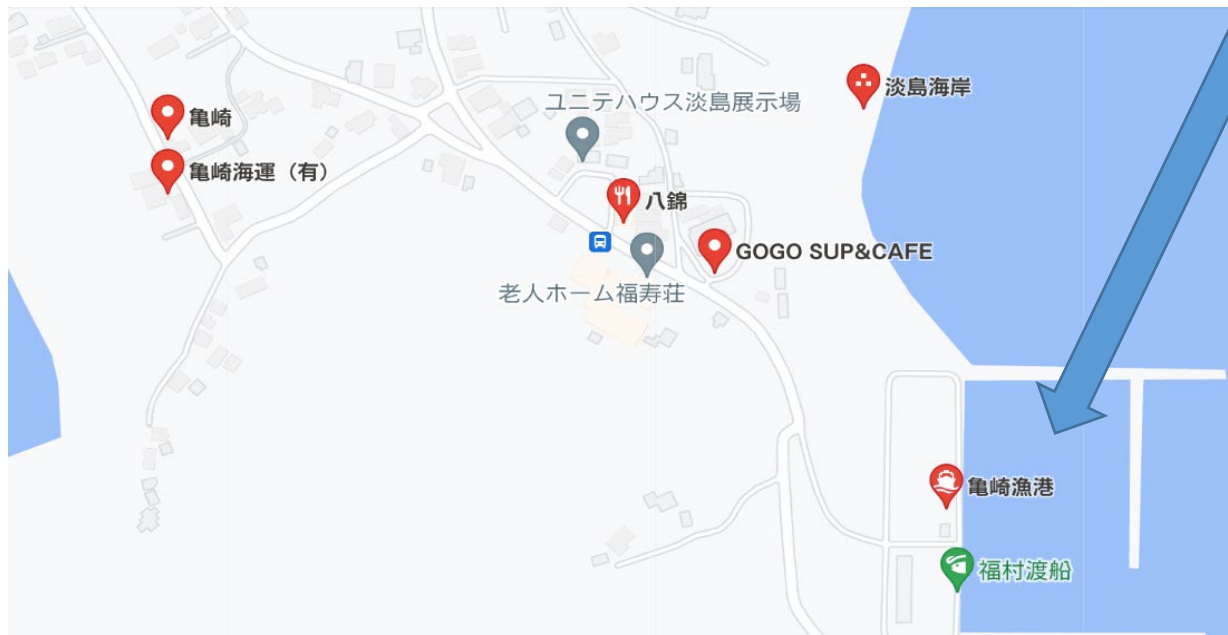 淡島海岸
ユニテハウス淡島展示場
亀崎
亀崎海運（有）
八錦
GOGO SUP&CAFE
老人ホーム福寿荘
亀崎漁港
福村渡船